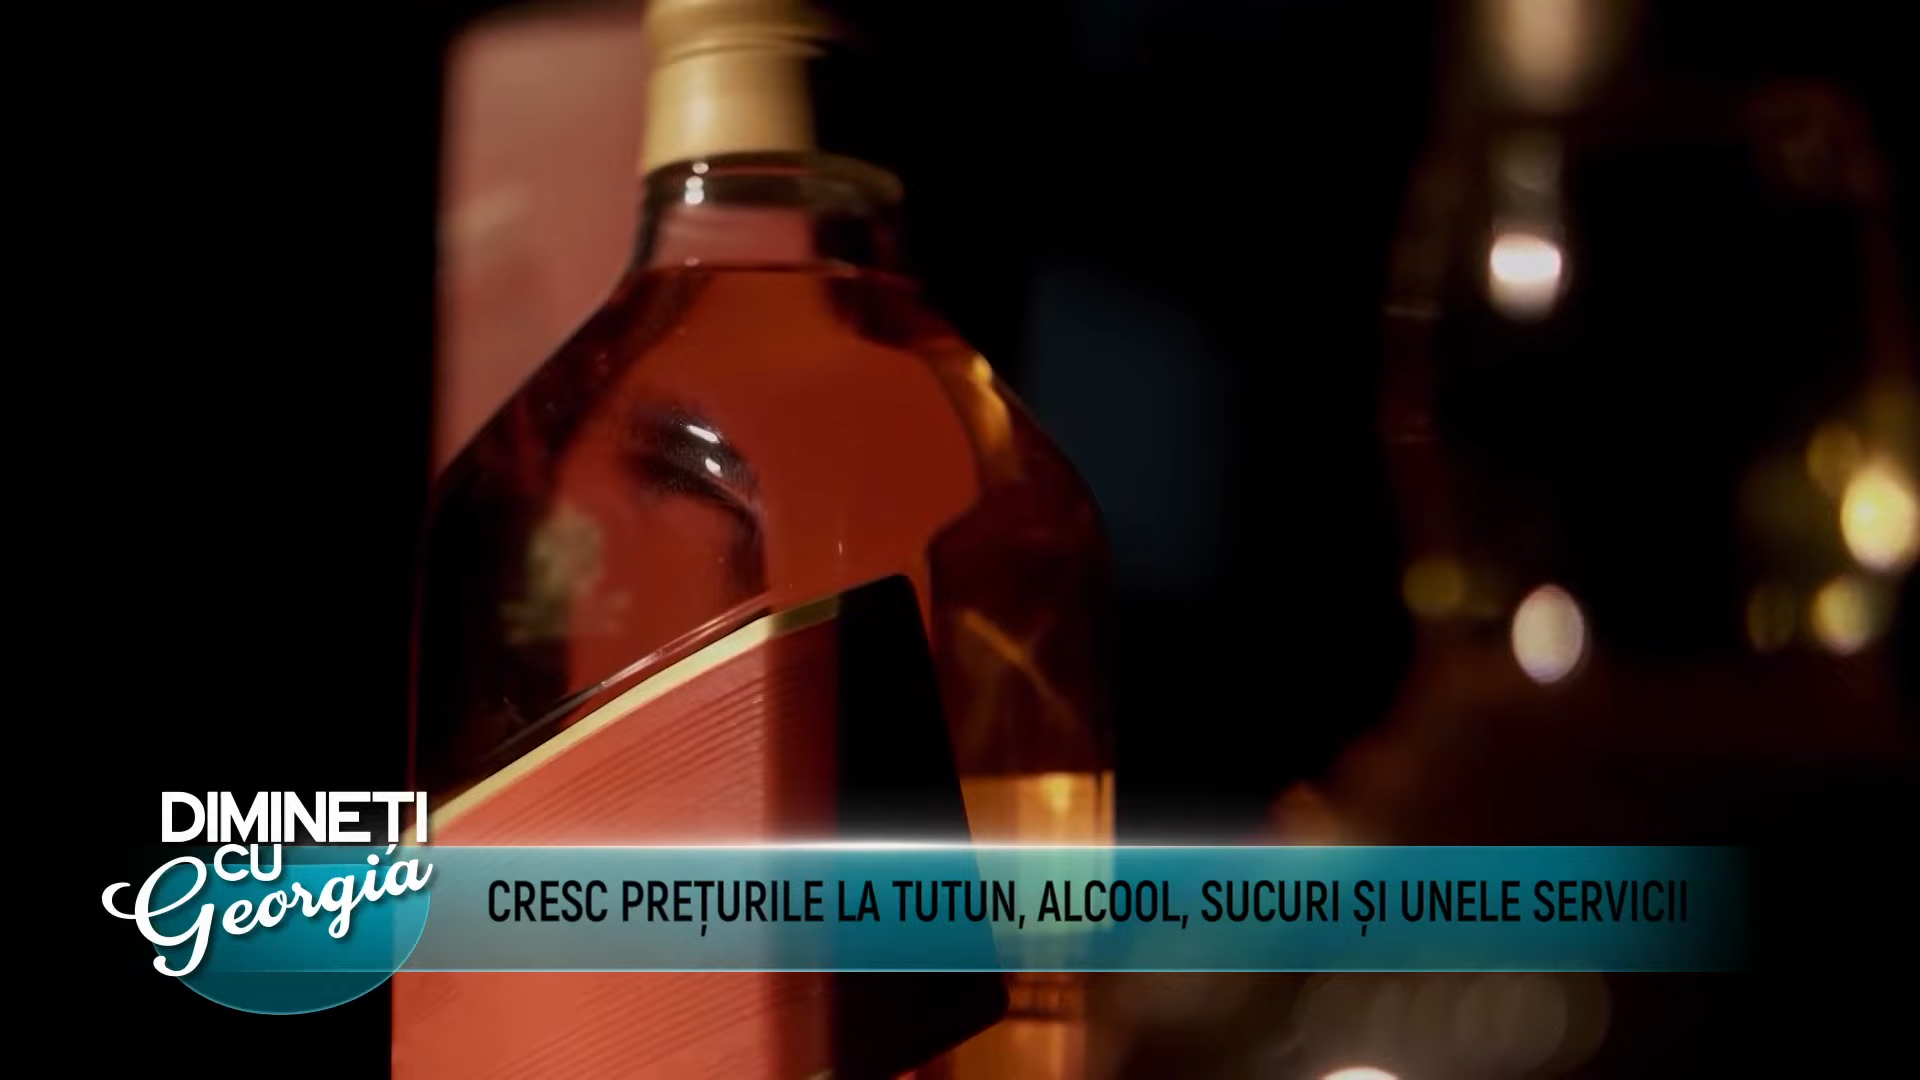 DIMINEȚI
CU
Georgia
CRESC PREȚURILE LA TUTUN, ALCOOL, SUCURI ȘI UNELE SERVICII